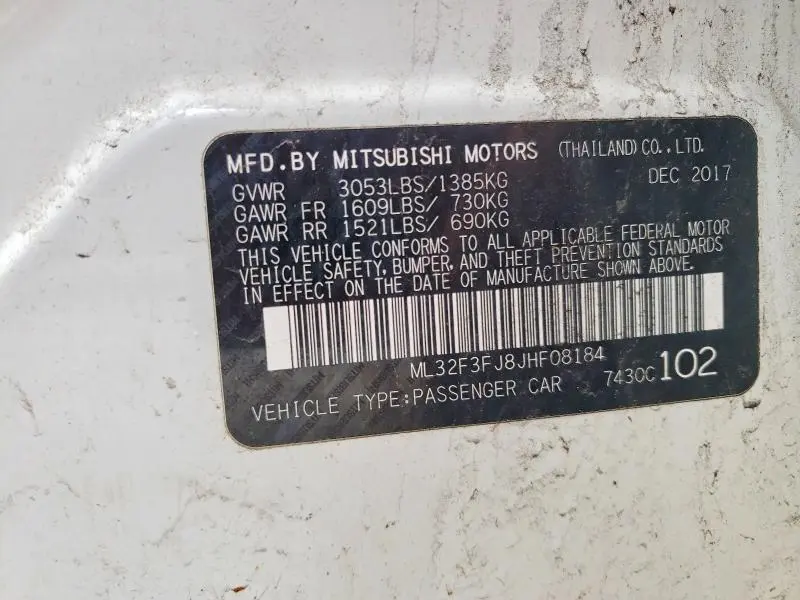 MFD.BY MITSUBISHI MOTORS (THAILAND) CO., LTD.
GVWR 3053LBS/1385KG DEC 2017
GAWR FR 1609LBS/ 730KG
GAWR RR 1521LBS/ 690KG
THIS VEHICLE CONFORMS TO ALL APPLICABLE FEDERAL MOTOR
VEHICLE SAFETY, BUMPER, AND THEFT PREVENTION STANDARDS
IN EFFECT ON THE DATE OF MANUFACTURE SHOWN ABOVE.
ML32F3FJ8JHF08184
VEHICLE TYPE:PASSENGER CAR 7430C 102